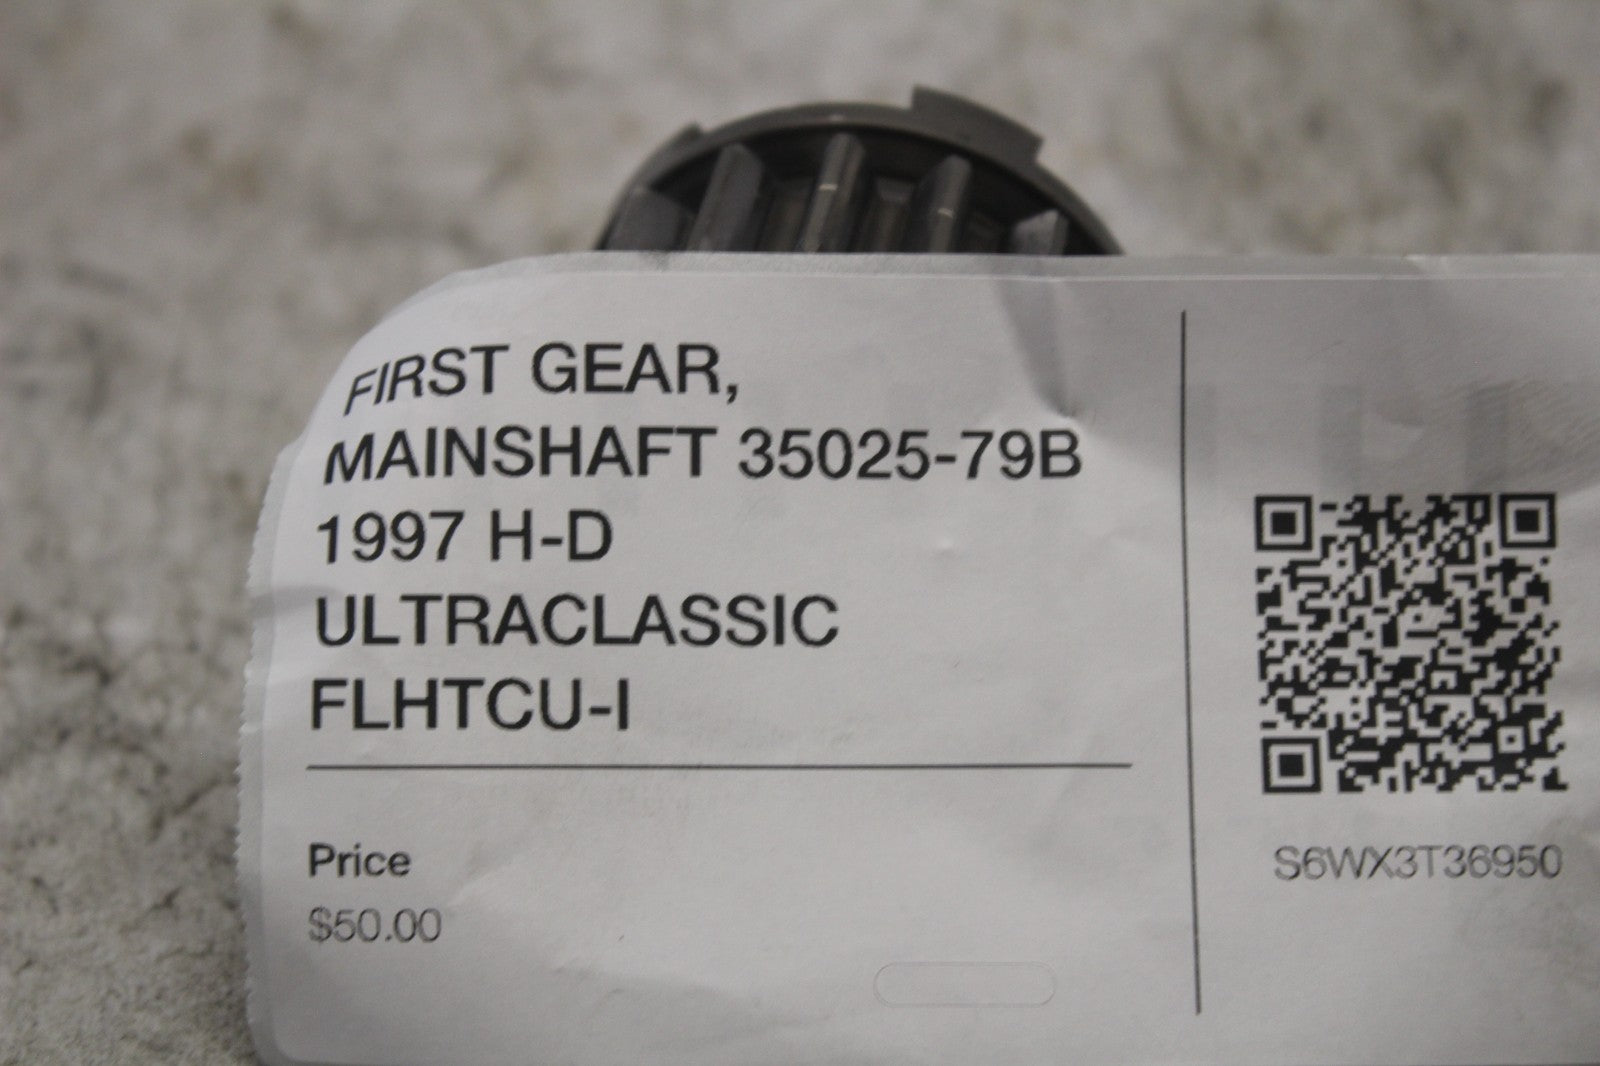 FIRST GEAR,
MAINSHAFT 35025-79B
1997 H-D
ULTRACLASSIC
FLHTCU-I
Price
$50.00
S6WX3T36950